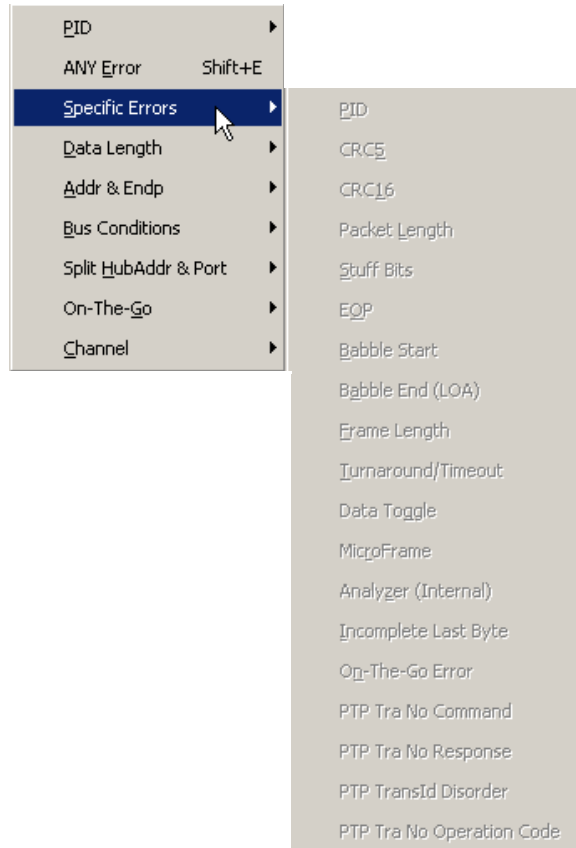 PID
ANY Error Shift+E
Specific Errors
Data Length
Addr & Endp
Bus Conditions
Split HubAddr & Port
On-The-Go
Channel
PID
CRC5
CRC16
Packet Length
Stuff Bits
EOP
Babble Start
Babble End (LOA)
Frame Length
Turnaround/Timeout
Data Toggle
MicroFrame
Analyzer (Internal)
Incomplete Last Byte
On-The-Go Error
PTP Tra No Command
PTP Tra No Response
PTP TransId Disorder
PTP Tra No Operation Code